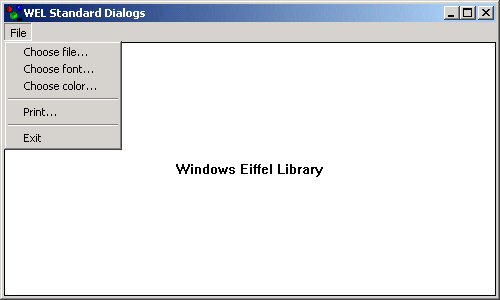 WEL Standard Dialogs
File
Choose file...
Choose font...
Choose color...
Print...
Exit
Windows Eiffel Library